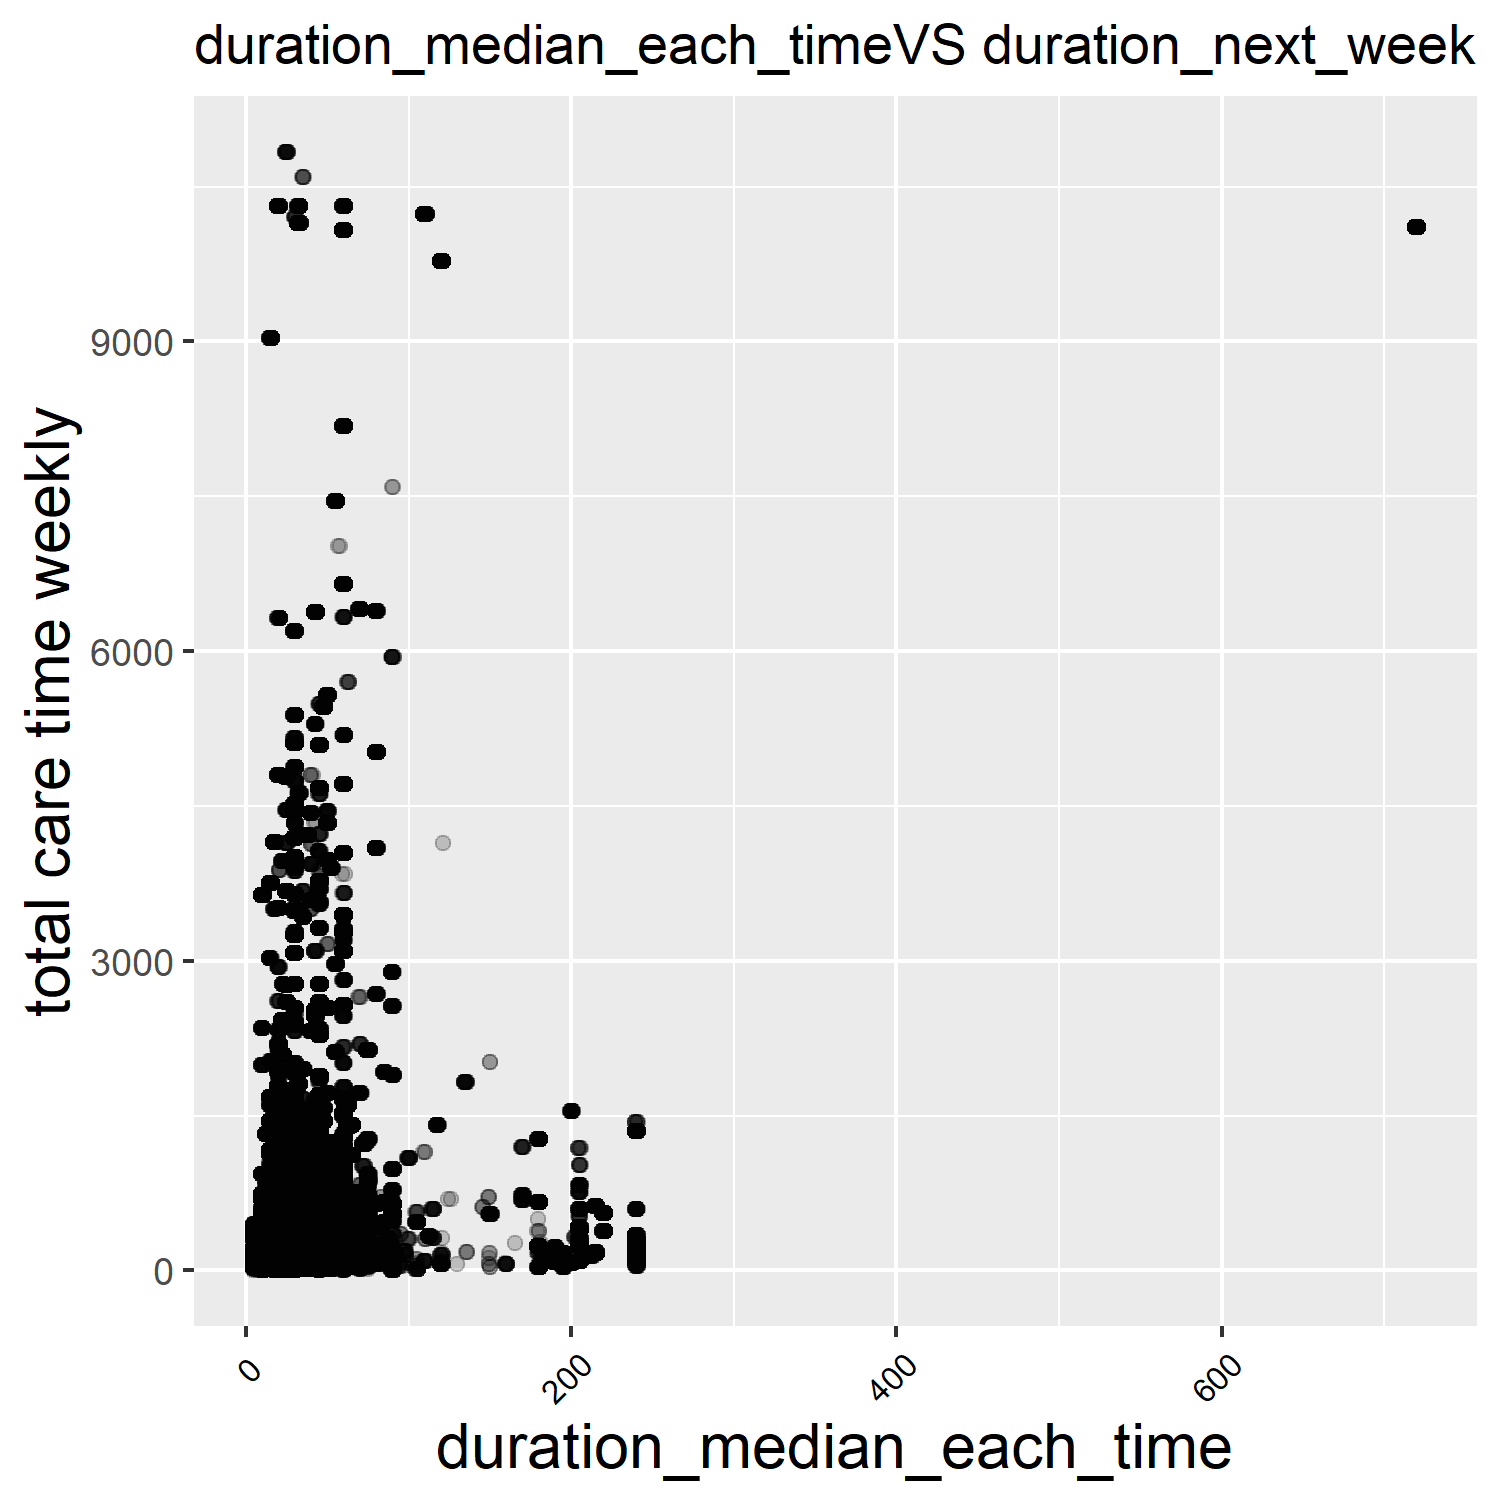 duration_median_each_timeVS duration_next_week
total care time weekly
9000
6000
3000
0
0
200
400
600
duration_median_each_time